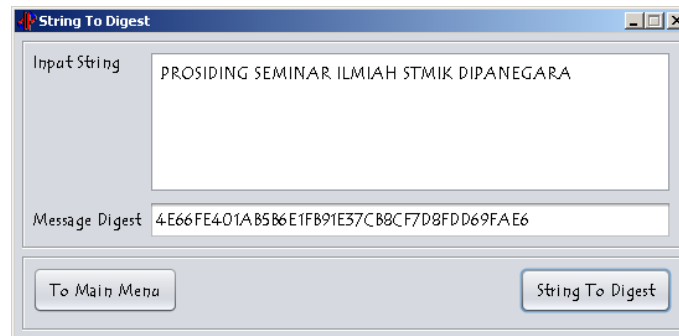 String To Digest
Input String
PROSIDING SEMINAR ILMIAH STMIK DIPANEGARA
Message Digest
4E66FE401AB5B6E1FB91E37CB8CF7D8FDD69FAE6
To Main Menu
String To Digest